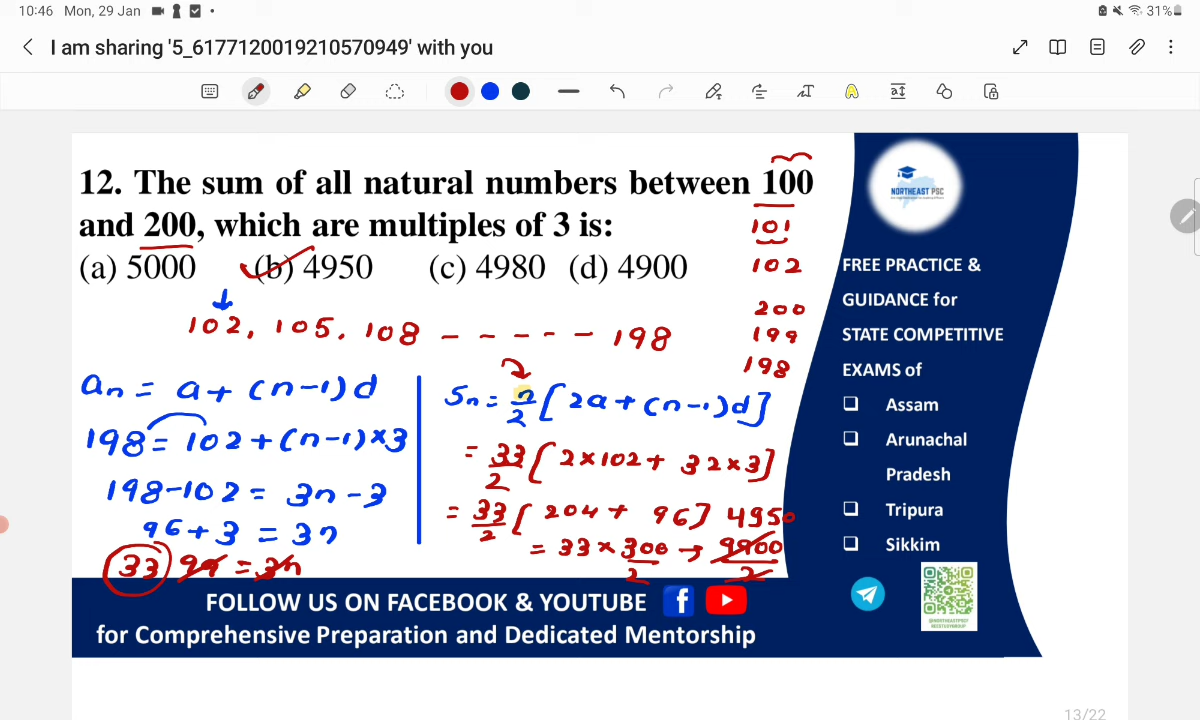 10:46 Mon, 29 Jan
31%
I am sharing '5_6177120019210570949' with you
12. The sum of all natural numbers between 100
and 200, which are multiples of 3 is:
(a) 5000 (b) 4950 (c) 4980 (d) 4900
101
102
200
199
198
102, 105, 108 - - - - - 198
an = a + (n-1)d
198 = 102 + (n-1)×3
198-102 = 3n-3
96+3 = 3n
33 99 = 3n
Sn = n/2 [2a + (n-1)d]
= 33/2 [2×102 + 32×3]
= 33/2 [204 + 96] 4950
= 33 × 300/2 → 9900/2
NORTHEAST PSC
FREE PRACTICE &
GUIDANCE for
STATE COMPETITIVE
EXAMS of
❑ Assam
❑ Arunachal
Pradesh
❑ Tripura
❑ Sikkim
FOLLOW US ON FACEBOOK & YOUTUBE
for Comprehensive Preparation and Dedicated Mentorship
13/22